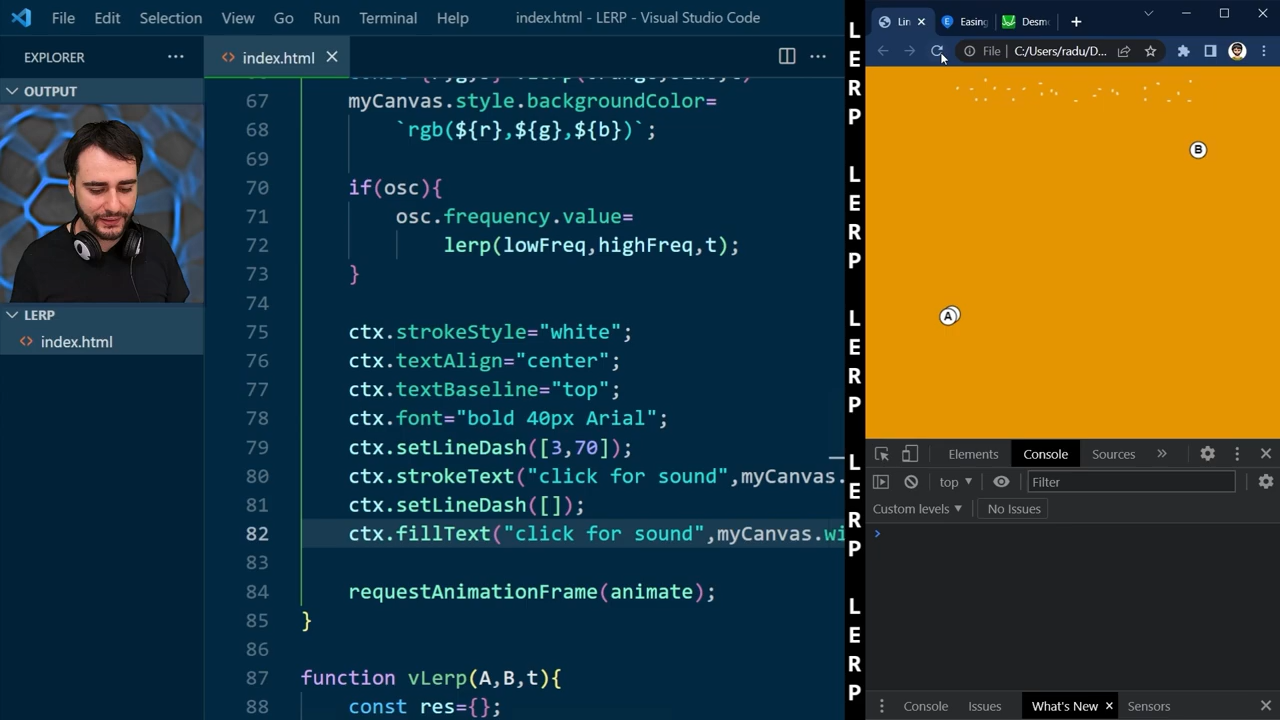 File Edit Selection View Go Run Terminal Help
index.html - LERP - Visual Studio Code
EXPLORER
OUTPUT
LERP
index.html
index.html
67 myCanvas.style.backgroundColor=
68 `rgb(${r},${g},${b})`;
69
70 if(osc){
71 osc.frequency.value=
72 lerp(lowFreq,highFreq,t);
73 }
74
75 ctx.strokeStyle="white";
76 ctx.textAlign="center";
77 ctx.textBaseline="top";
78 ctx.font="bold 40px Arial";
79 ctx.setLineDash([3,70]);
80 ctx.strokeText("click for sound",myCanvas.
81 ctx.setLineDash([]);
82 ctx.fillText("click for sound",myCanvas.wi
83
84 requestAnimationFrame(animate);
85 }
86
87 function vLerp(A,B,t){
88 const res={};
LERP
LERP
LERP
LERP
LERP
Lin
Easing
Desm
File C:/Users/radu/D...
B
A
Elements Console Sources
top Filter
Custom levels No Issues
Console Issues What's New Sensors